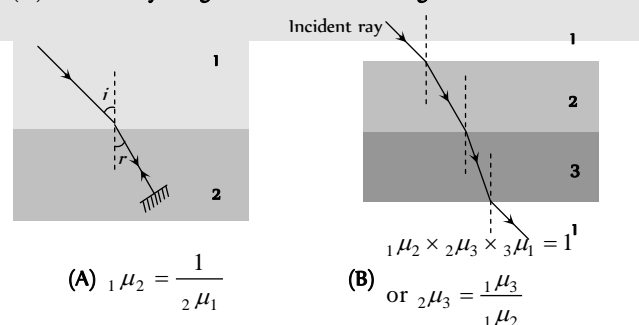 Incident ray
1
1
i
2
r
3
2
1
(A) ₁μ₂ = 1 / ₂μ₁
(B) ₁μ₂ × ₂μ₃ × ₃μ₁ = 1
or ₂μ₃ = ₁μ₃ / ₁μ₂